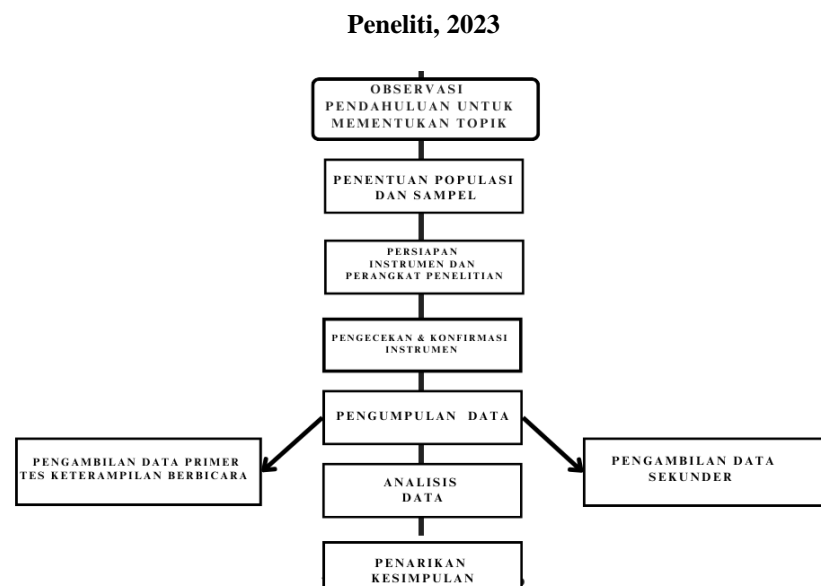 Peneliti, 2023
OBSERVASI
PENDAHULUAN UNTUK
MEMENTUKAN TOPIK
PENENTUAN POPULASI
DAN SAMPEL
PERSIAPAN
INSTRUMEN DAN
PERANGKAT PENELITIAN
PENGECEKAN & KONFIRMASI
INSTRUMEN
PENGUMPULAN DATA
PENGAMBILAN DATA PRIMER
TES KETERAMPILAN BERBICARA
PENGAMBILAN DATA
SEKUNDER
ANALISIS
DATA
PENARIKAN
KESIMPULAN